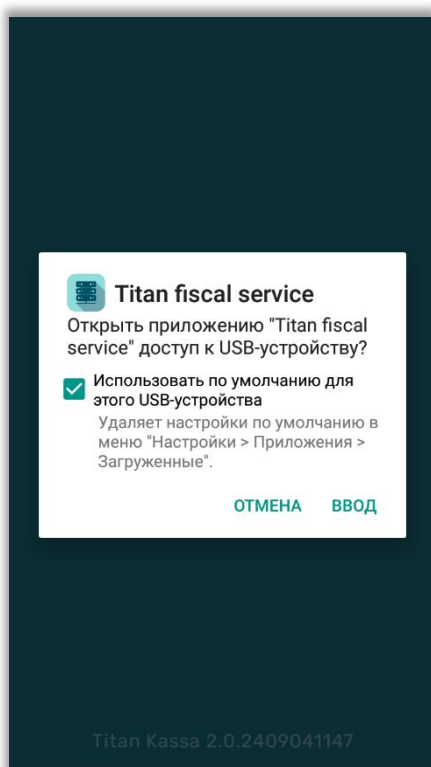 Titan fiscal service
Открыть приложению "Titan fiscal
service" доступ к USB-устройству?
Использовать по умолчанию для
этого USB-устройства
Удаляет настройки по умолчанию в
меню "Настройки > Приложения >
Загруженные".
ОТМЕНА ВВОД
Titan Kassa 2.0.2409041147